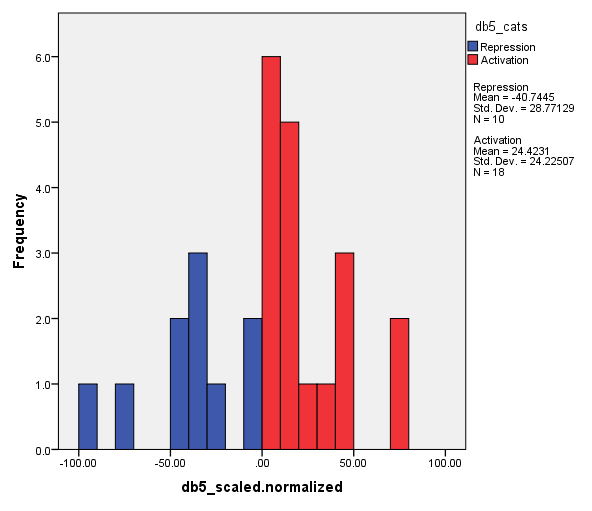 db5_cats
Repression
Activation
Repression
Mean = -40.7445
Std. Dev. = 28.77129
N = 10
Activation
Mean = 24.4231
Std. Dev. = 24.22507
N = 18
Frequency
6.0
5.0
4.0
3.0
2.0
1.0
0.0
-100.00 -50.00 .00 50.00 100.00
db5_scaled.normalized